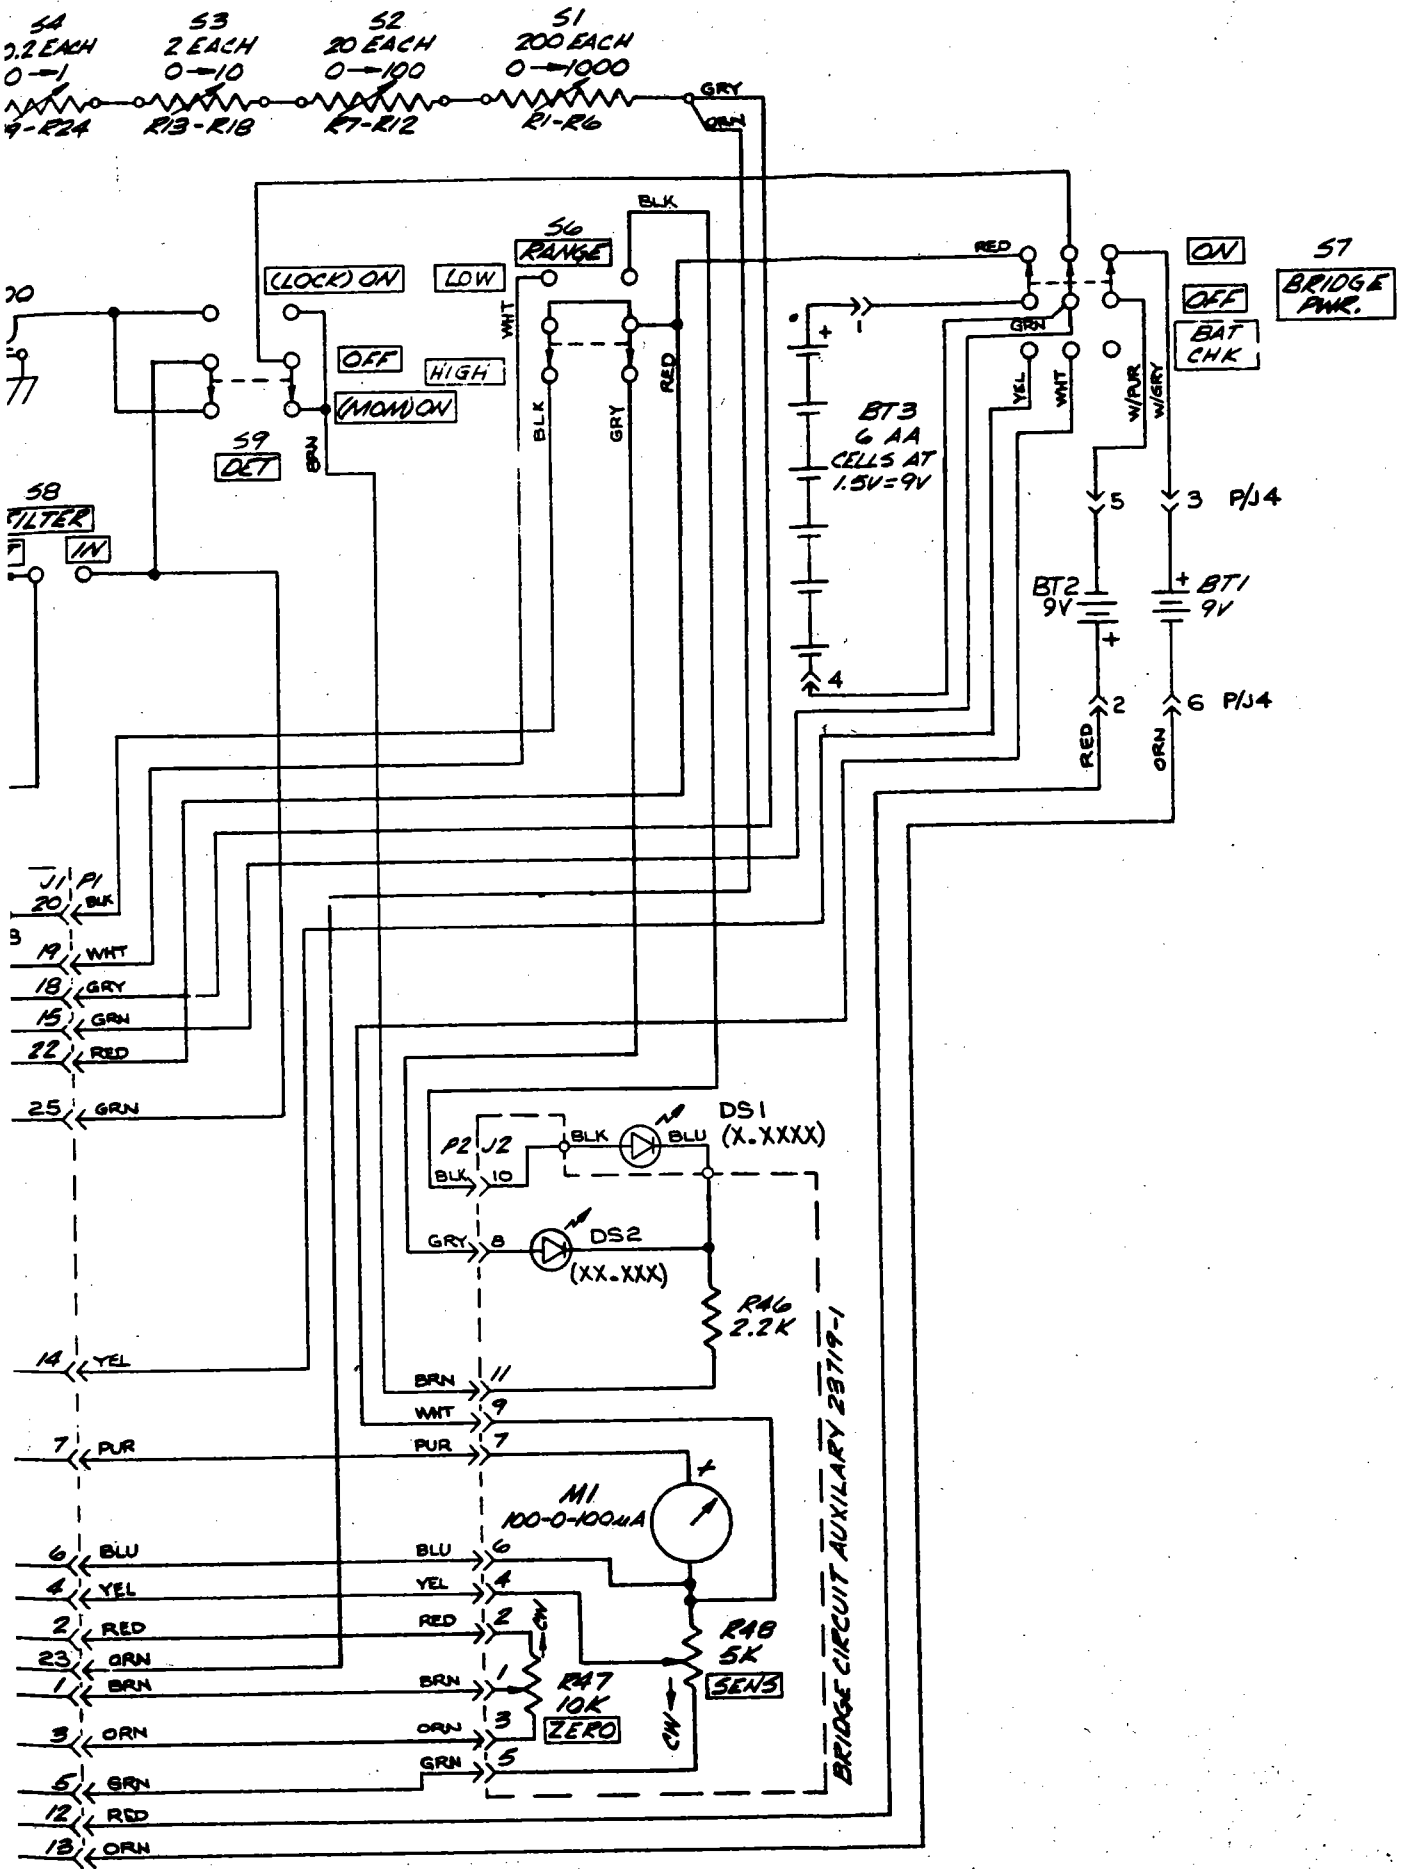 S4
0.2 EACH
0→1
S3
2 EACH
0→10
R13-R18
S2
20 EACH
0→100
R7-R12
S1
200 EACH
0→1000
R1-R6
9-R24
GRY
ORN
BLK
S6
RANGE
LOW
HIGH
WHT
BLK
GRY
RED
RED
ON
S7
BRIDGE
PWR.
OFF
BAT
CHK
GRN
YEL
WHT
W/PUR
W/GRY
(LOCK) ON
OFF
(MOM) ON
S9
DET
BRN
S8
FILTER
IN
+
1
BT3
6 AA
CELLS AT
1.5V=9V
4
5
3 P/J4
BT2
9V
+
+
BT1
9V
2
6 P/J4
RED
ORN
J1 P1
20 BLK
19 WHT
18 GRY
15 GRN
22 RED
25 GRN
14 YEL
7 PUR
6 BLU
4 YEL
2 RED
23 ORN
1 BRN
3 ORN
5 GRN
12 RED
13 ORN
P2 J2
BLK 10
BLK
BLU
DS1
(X.XXXX)
GRY 8
DS2
(XX.XXX)
R46
2.2K
BRN 11
WHT 9
PUR 7
+
M1
100-0-100uA
BLU 6
YEL 4
RED 2
CW
BRN 1
R47
10K
ZERO
ORN 3
GRN 5
R48
5K
SENS
CW
BRIDGE CIRCUIT AUXILARY 23719-1